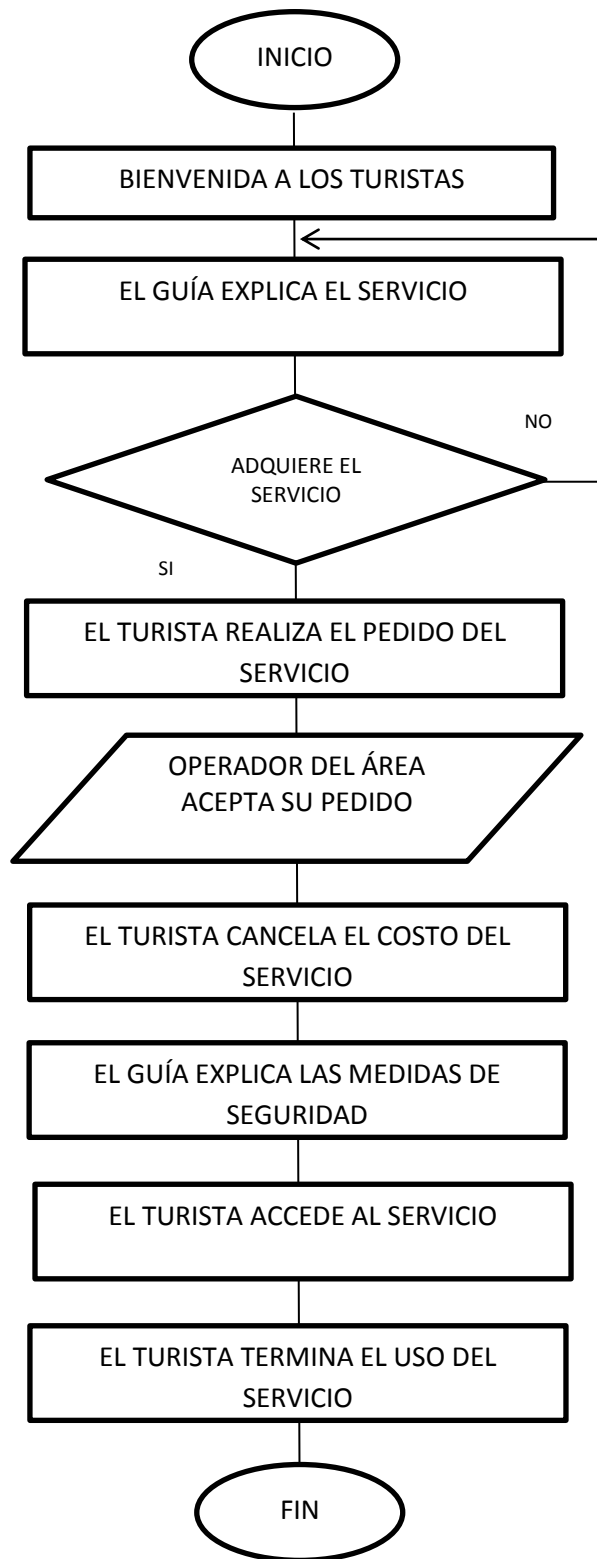 INICIO
BIENVENIDA A LOS TURISTAS
EL GUÍA EXPLICA EL SERVICIO
NO
ADQUIERE EL
SERVICIO
SI
EL TURISTA REALIZA EL PEDIDO DEL
SERVICIO
OPERADOR DEL ÁREA
ACEPTA SU PEDIDO
EL TURISTA CANCELA EL COSTO DEL
SERVICIO
EL GUÍA EXPLICA LAS MEDIDAS DE
SEGURIDAD
EL TURISTA ACCEDE AL SERVICIO
EL TURISTA TERMINA EL USO DEL
SERVICIO
FIN